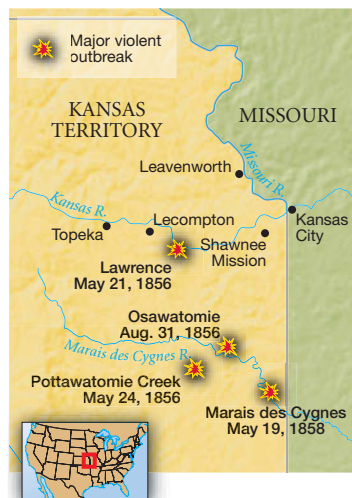 Major violent
outbreak
KANSAS
TERRITORY
MISSOURI
Leavenworth
Missouri R.
Kansas R.
Kansas
City
Topeka
Lecompton
Shawnee
Mission
Lawrence
May 21, 1856
Osawatomie
Aug. 31, 1856
Marais des Cygnes R.
Pottawatomie Creek
May 24, 1856
Marais des Cygnes
May 19, 1858